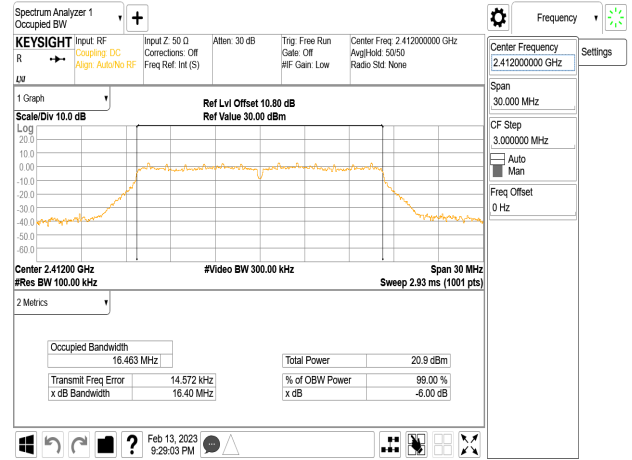 Spectrum Analyzer 1
Occupied BW
Frequency
KEYSIGHT
R
LXI
Input: RF
Coupling: DC
Align: Auto/No RF
Input Z: 50 Ω
Corrections: Off
Freq Ref: Int (S)
Atten: 30 dB
Trig: Free Run
Gate: Off
#IF Gain: Low
Center Freq: 2.412000000 GHz
Avg|Hold: 50/50
Radio Std: None
Center Frequency
2.412000000 GHz
Settings
Span
30.000 MHz
CF Step
3.000000 MHz
Auto
Man
Freq Offset
0 Hz
1 Graph
Scale/Div 10.0 dB
Ref Lvl Offset 10.80 dB
Ref Value 30.00 dBm
Log
20.0
10.0
0.00
-10.0
-20.0
-30.0
-40.0
-50.0
-60.0
Center 2.41200 GHz
#Video BW 300.00 kHz
Span 30 MHz
#Res BW 100.00 kHz
Sweep 2.93 ms (1001 pts)
2 Metrics
Occupied Bandwidth
16.463 MHz
Total Power 20.9 dBm
Transmit Freq Error 14.572 kHz
% of OBW Power 99.00 %
x dB Bandwidth 16.40 MHz
x dB -6.00 dB
?
Feb 13, 2023
9:29:03 PM